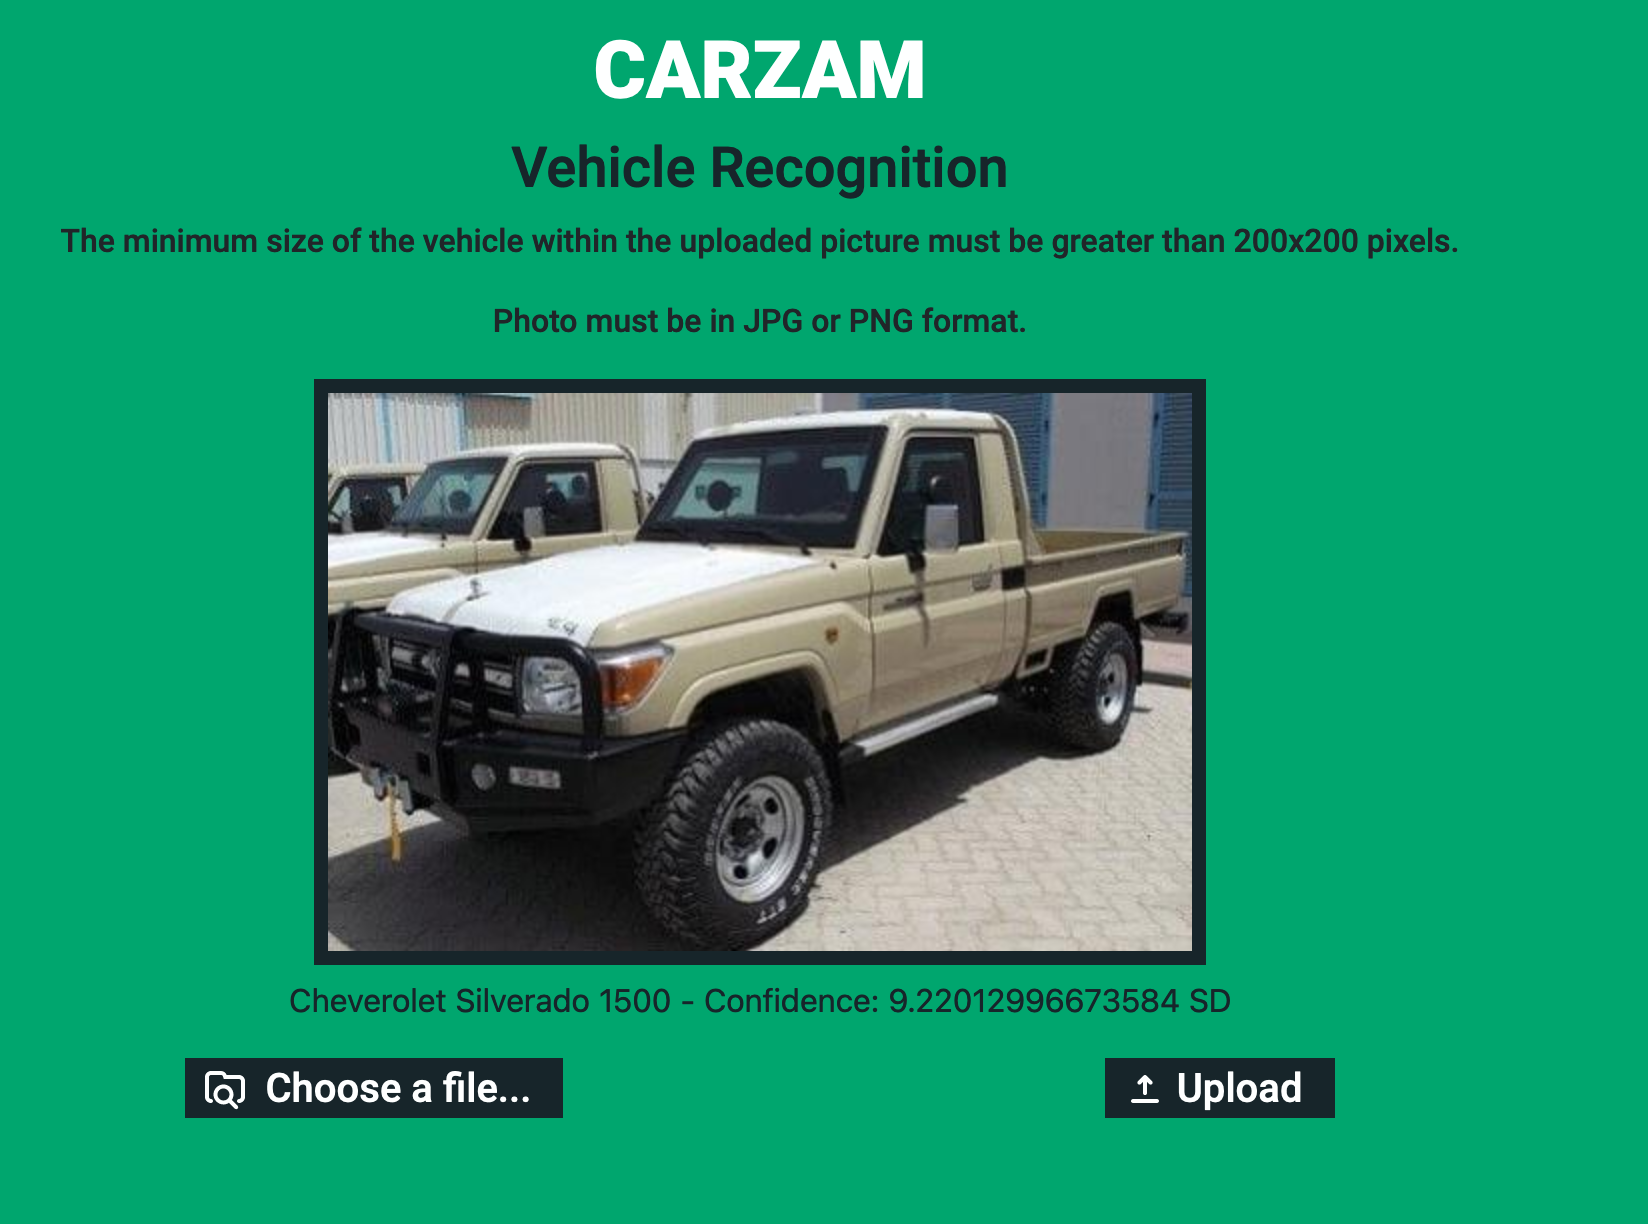 CARZAM
Vehicle Recognition
The minimum size of the vehicle within the uploaded picture must be greater than 200x200 pixels.
Photo must be in JPG or PNG format.
Cheverolet Silverado 1500 - Confidence: 9.22012996673584 SD
Choose a file...
Upload